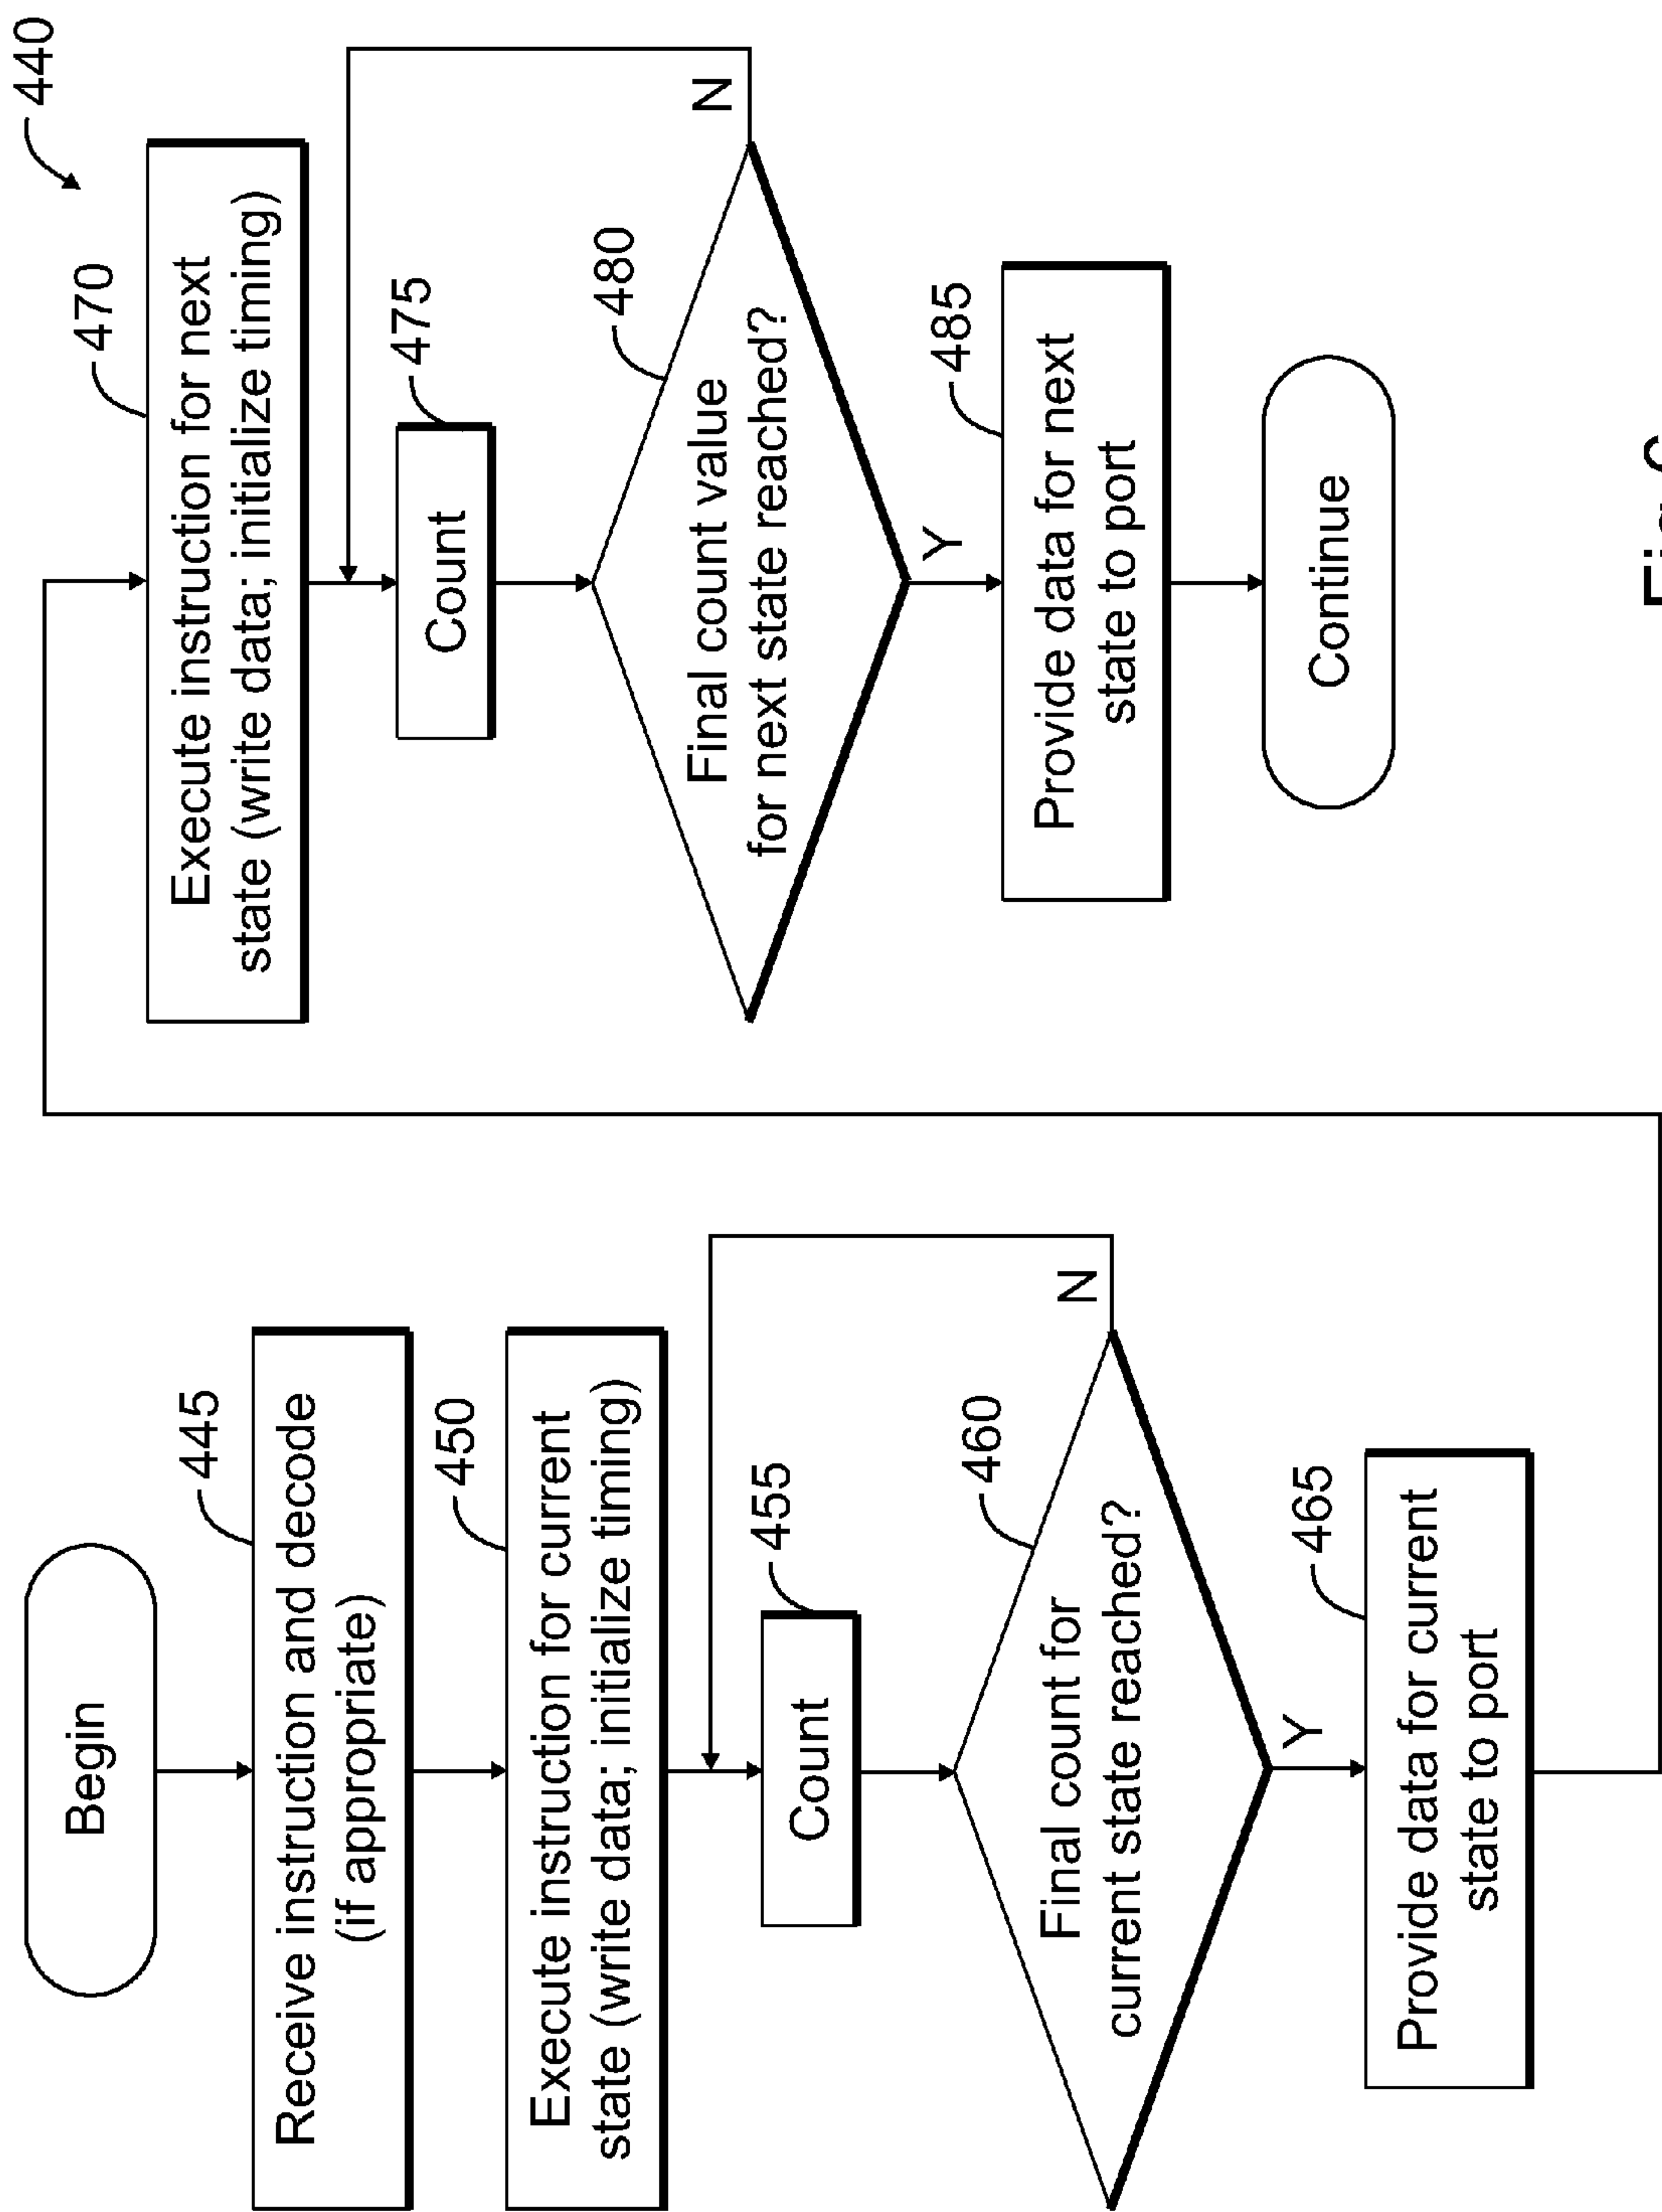 440
Begin
445
Receive instruction and decode
(if appropriate)
450
Execute instruction for current
state (write data; initialize timing)
455
Count
460
Final count for
current state reached?
N
Y
465
Provide data for current
state to port
470
Execute instruction for next
state (write data; initialize timing)
475
Count
480
Final count value
for next state reached?
N
Y
485
Provide data for next
state to port
Continue